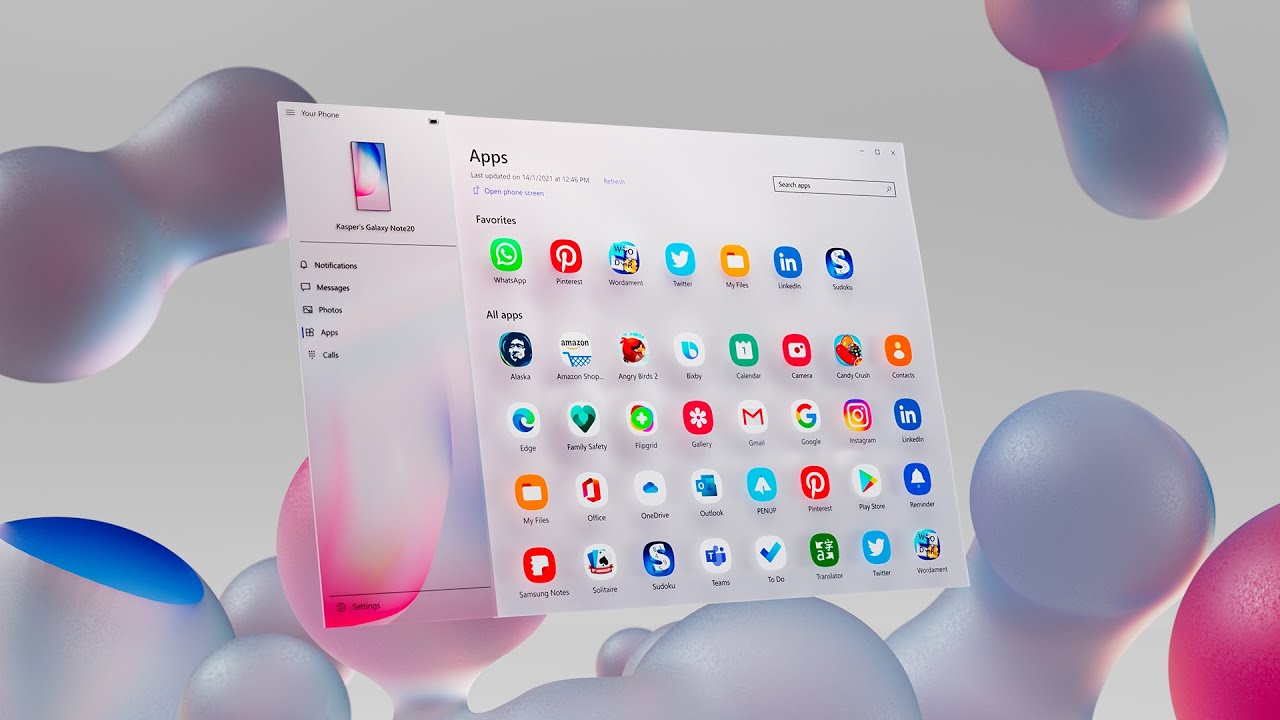 Your Phone
Kasper's Galaxy Note20
Notifications
Messages
Photos
Apps
Calls
Settings
Apps
Last updated on 14/1/2021 at 12:46 PM Refresh
Open phone screen
Search apps
Favorites
WhatsApp Pinterest Wordament Twitter My Files LinkedIn Sudoku
All apps
amazon
Alaska Amazon Shop... Angry Birds 2 Bixby Calendar Camera Candy Crush Contacts
Edge Family Safety Flipgrid Gallery Gmail Google Instagram LinkedIn
My Files Office OneDrive Outlook PENUP Pinterest Play Store Reminder
Samsung Notes Solitaire Sudoku Teams To Do Translator Twitter Wordament